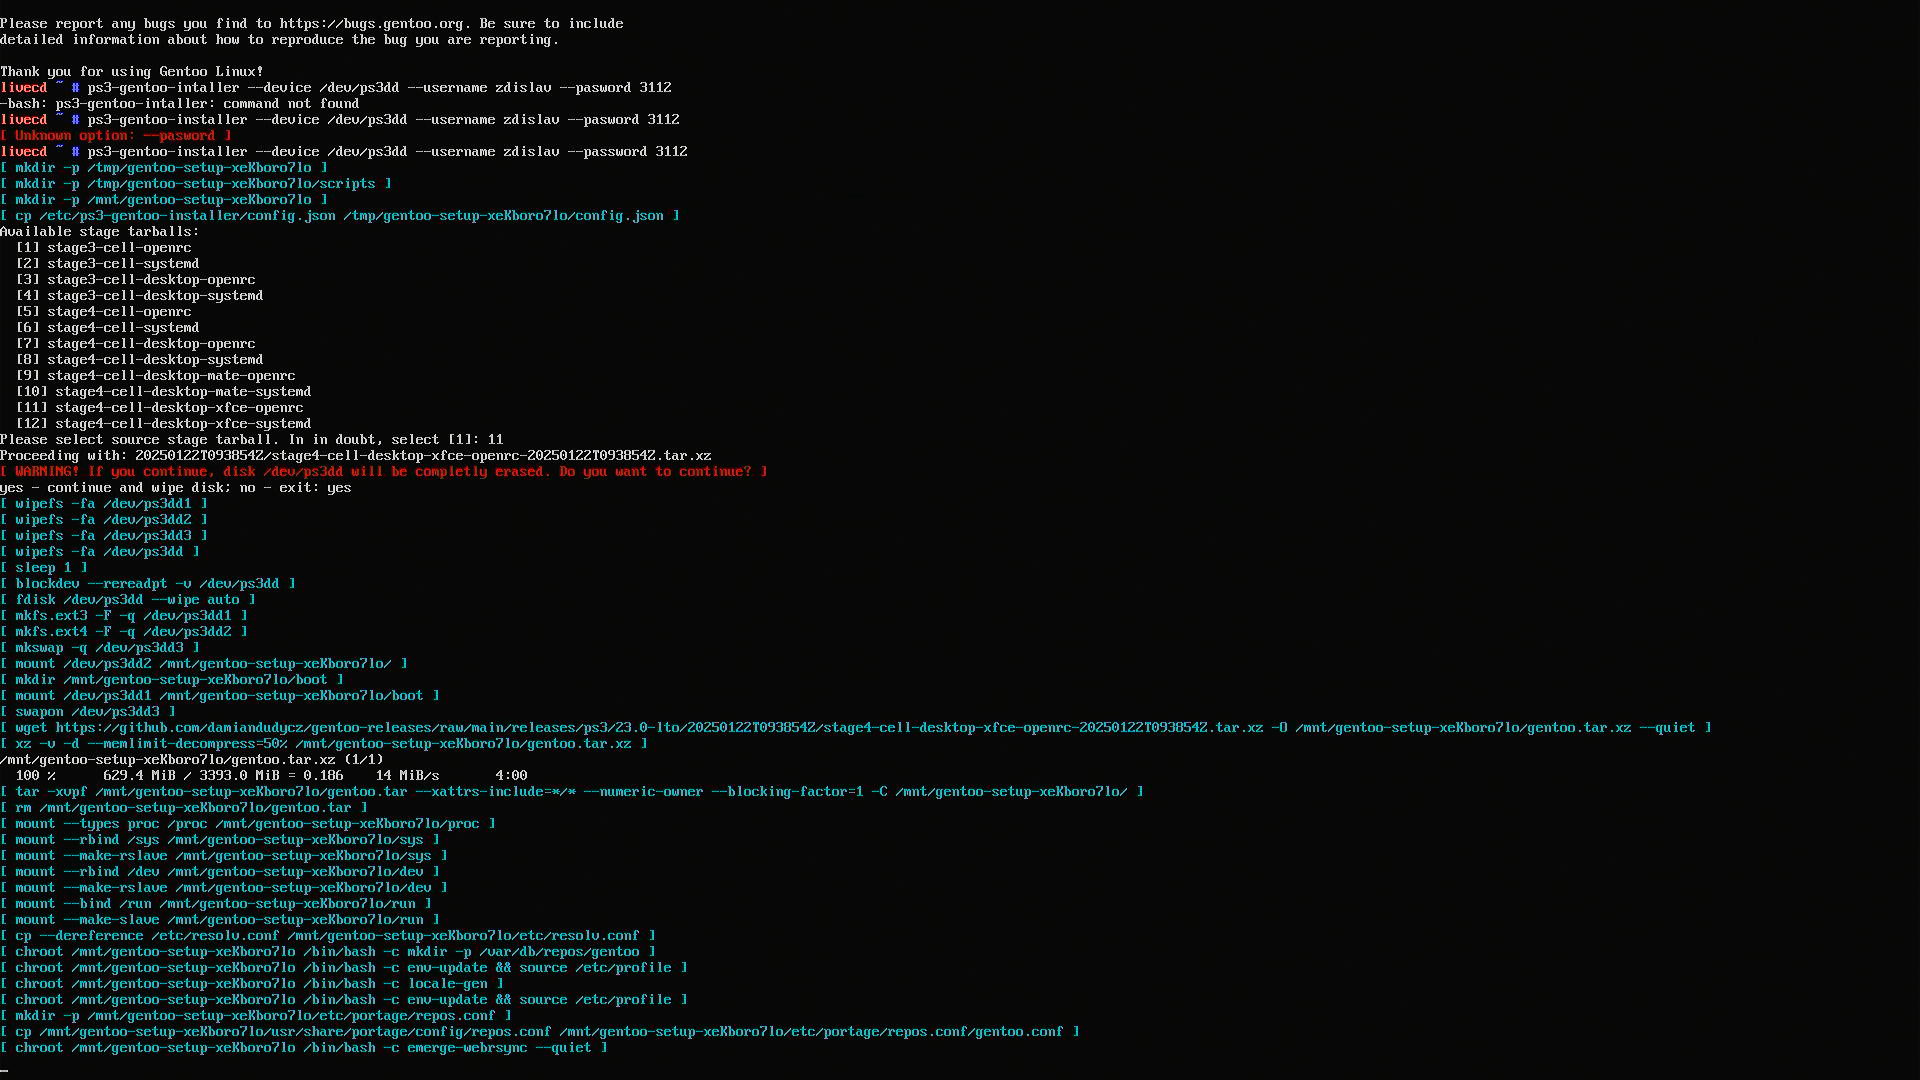 Please report any bugs you find to https://bugs.gentoo.org. Be sure to include
detailed information about how to reproduce the bug you are reporting.
Thank you for using Gentoo Linux!
livecd ~ # ps3-gentoo-intaller --device /dev/ps3dd --username zdislav --pasword 3112
-bash: ps3-gentoo-intaller: command not found
livecd ~ # ps3-gentoo-installer --device /dev/ps3dd --username zdislav --pasword 3112
[ Unknown option: --pasword ]
livecd ~ # ps3-gentoo-installer --device /dev/ps3dd --username zdislav --password 3112
[ mkdir -p /tmp/gentoo-setup-xeKboro7lo ]
[ mkdir -p /tmp/gentoo-setup-xeKboro7lo/scripts ]
[ mkdir -p /mnt/gentoo-setup-xeKboro7lo ]
[ cp /etc/ps3-gentoo-installer/config.json /tmp/gentoo-setup-xeKboro7lo/config.json ]
Available stage tarballs:
[1] stage3-cell-openrc
[2] stage3-cell-systemd
[3] stage3-cell-desktop-openrc
[4] stage3-cell-desktop-systemd
[5] stage4-cell-openrc
[6] stage4-cell-systemd
[7] stage4-cell-desktop-openrc
[8] stage4-cell-desktop-systemd
[9] stage4-cell-desktop-mate-openrc
[10] stage4-cell-desktop-mate-systemd
[11] stage4-cell-desktop-xfce-openrc
[12] stage4-cell-desktop-xfce-systemd
Please select source stage tarball. In in doubt, select [1]: 11
Proceeding with: 20250122T093854Z/stage4-cell-desktop-xfce-openrc-20250122T093854Z.tar.xz
[ WARNING! If you continue, disk /dev/ps3dd will be completly erased. Do you want to continue? ]
yes - continue and wipe disk; no - exit: yes
[ wipefs -fa /dev/ps3dd1 ]
[ wipefs -fa /dev/ps3dd2 ]
[ wipefs -fa /dev/ps3dd3 ]
[ wipefs -fa /dev/ps3dd ]
[ sleep 1 ]
[ blockdev --rereadpt -v /dev/ps3dd ]
[ fdisk /dev/ps3dd --wipe auto ]
[ mkfs.ext3 -F -q /dev/ps3dd1 ]
[ mkfs.ext4 -F -q /dev/ps3dd2 ]
[ mkswap -q /dev/ps3dd3 ]
[ mount /dev/ps3dd2 /mnt/gentoo-setup-xeKboro7lo/ ]
[ mkdir /mnt/gentoo-setup-xeKboro7lo/boot ]
[ mount /dev/ps3dd1 /mnt/gentoo-setup-xeKboro7lo/boot ]
[ swapon /dev/ps3dd3 ]
[ wget https://github.com/damiandudycz/gentoo-releases/raw/main/releases/ps3/23.0-lto/20250122T093854Z/stage4-cell-desktop-xfce-openrc-20250122T093854Z.tar.xz -O /mnt/gentoo-setup-xeKboro7lo/gentoo.tar.xz --quiet ]
[ xz -v -d --memlimit-decompress=50% /mnt/gentoo-setup-xeKboro7lo/gentoo.tar.xz ]
/mnt/gentoo-setup-xeKboro7lo/gentoo.tar.xz (1/1)
100 % 629.4 MiB / 3393.0 MiB = 0.186 14 MiB/s 4:00
[ tar -xvpf /mnt/gentoo-setup-xeKboro7lo/gentoo.tar --xattrs-include=*/* --numeric-owner --blocking-factor=1 -C /mnt/gentoo-setup-xeKboro7lo/ ]
[ rm /mnt/gentoo-setup-xeKboro7lo/gentoo.tar ]
[ mount --types proc /proc /mnt/gentoo-setup-xeKboro7lo/proc ]
[ mount --rbind /sys /mnt/gentoo-setup-xeKboro7lo/sys ]
[ mount --make-rslave /mnt/gentoo-setup-xeKboro7lo/sys ]
[ mount --rbind /dev /mnt/gentoo-setup-xeKboro7lo/dev ]
[ mount --make-rslave /mnt/gentoo-setup-xeKboro7lo/dev ]
[ mount --bind /run /mnt/gentoo-setup-xeKboro7lo/run ]
[ mount --make-slave /mnt/gentoo-setup-xeKboro7lo/run ]
[ cp --dereference /etc/resolv.conf /mnt/gentoo-setup-xeKboro7lo/etc/resolv.conf ]
[ chroot /mnt/gentoo-setup-xeKboro7lo /bin/bash -c mkdir -p /var/db/repos/gentoo ]
[ chroot /mnt/gentoo-setup-xeKboro7lo /bin/bash -c env-update && source /etc/profile ]
[ chroot /mnt/gentoo-setup-xeKboro7lo /bin/bash -c locale-gen ]
[ chroot /mnt/gentoo-setup-xeKboro7lo /bin/bash -c env-update && source /etc/profile ]
[ mkdir -p /mnt/gentoo-setup-xeKboro7lo/etc/portage/repos.conf ]
[ cp /mnt/gentoo-setup-xeKboro7lo/usr/share/portage/config/repos.conf /mnt/gentoo-setup-xeKboro7lo/etc/portage/repos.conf/gentoo.conf ]
[ chroot /mnt/gentoo-setup-xeKboro7lo /bin/bash -c emerge-webrsync --quiet ]